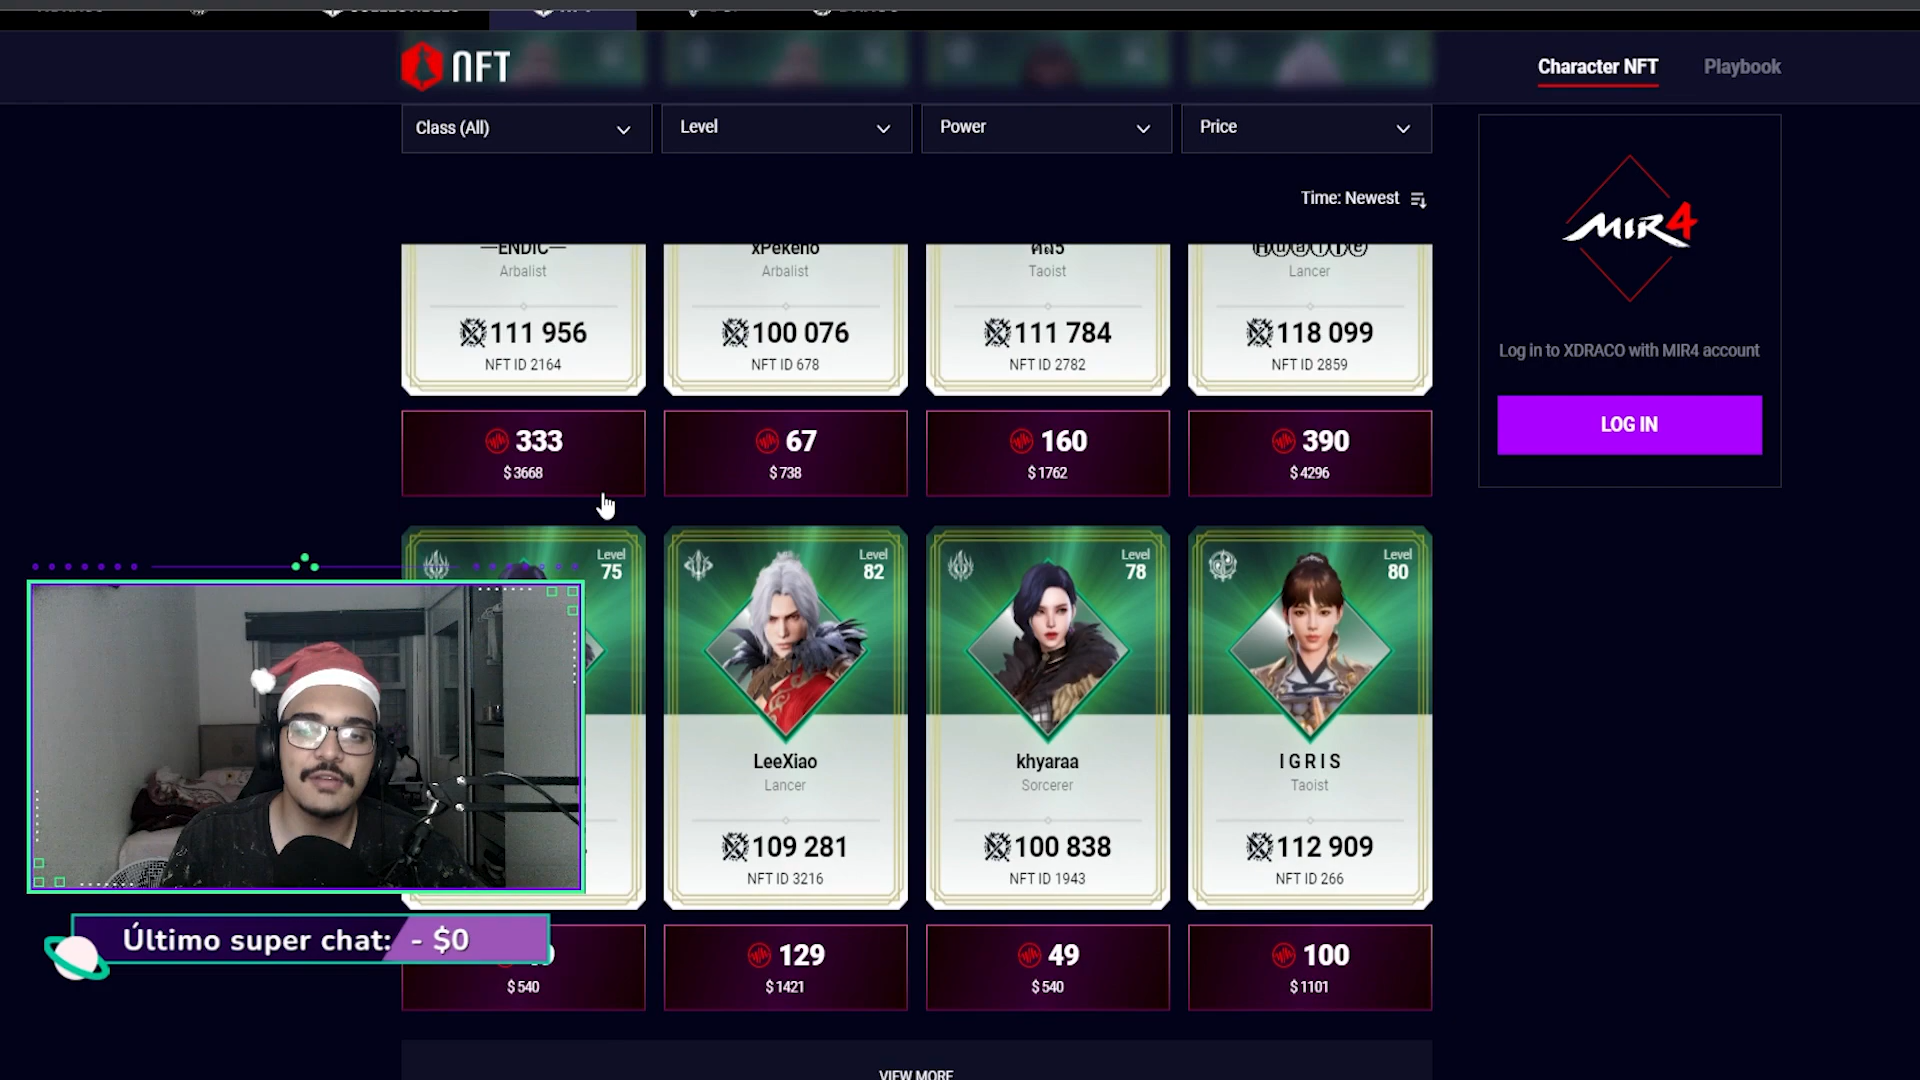 NFT
Character NFT
Playbook
Class (All)
Level
Power
Price
Time: Newest
—ENDIC—
Arbalist
111 956
NFT ID 2164
333
$ 3668
xPekeno
Arbalist
100 076
NFT ID 678
67
$ 738
Taoist
111 784
NFT ID 2782
160
$ 1762
Lancer
118 099
NFT ID 2859
390
$ 4296
MIR4
Log in to XDRACO with MIR4 account
LOG IN
Level
75
$ 540
Level
82
LeeXiao
Lancer
109 281
NFT ID 3216
129
$ 1421
Level
78
khyaraa
Sorcerer
100 838
NFT ID 1943
49
$ 540
Level
80
I G R I S
Taoist
112 909
NFT ID 266
100
$ 1101
Último super chat: - $0
VIEW MORE